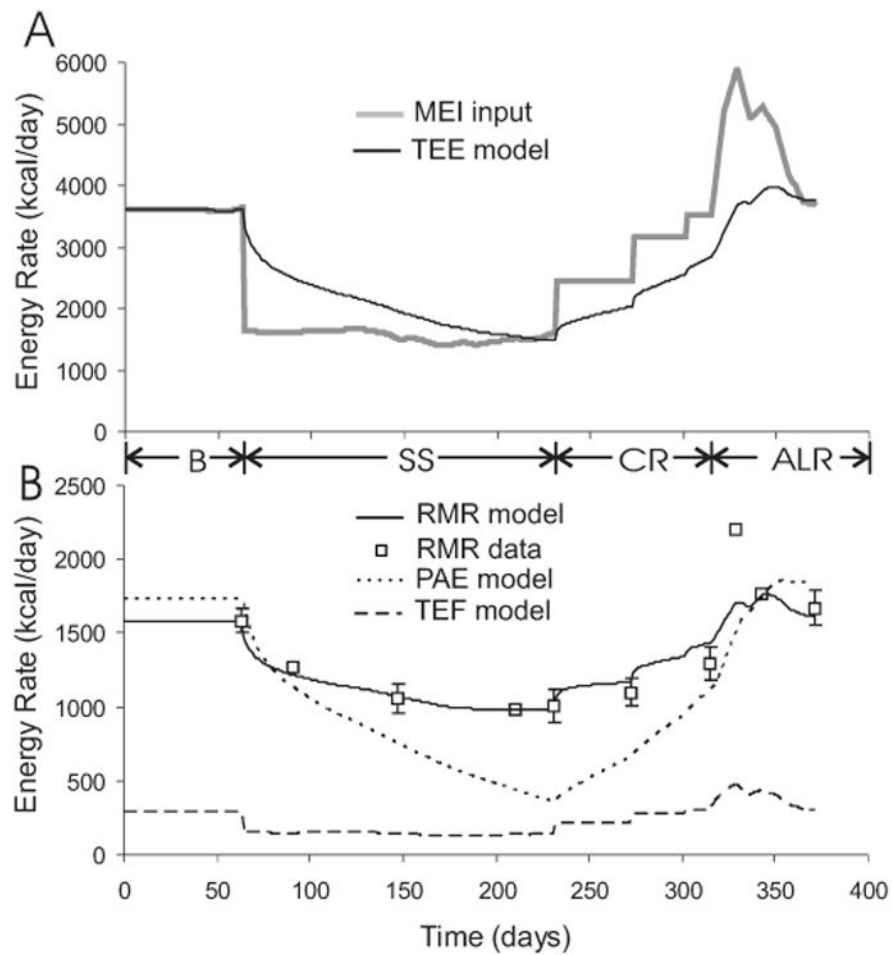 A
Energy Rate (kcal/day)
6000
5000
4000
3000
2000
1000
0
MEI input
TEE model
B
SS
CR
ALR
B
Energy Rate (kcal/day)
2500
2000
1500
1000
500
0
RMR model
RMR data
PAE model
TEF model
0
50
100
150
200
250
300
350
400
Time (days)